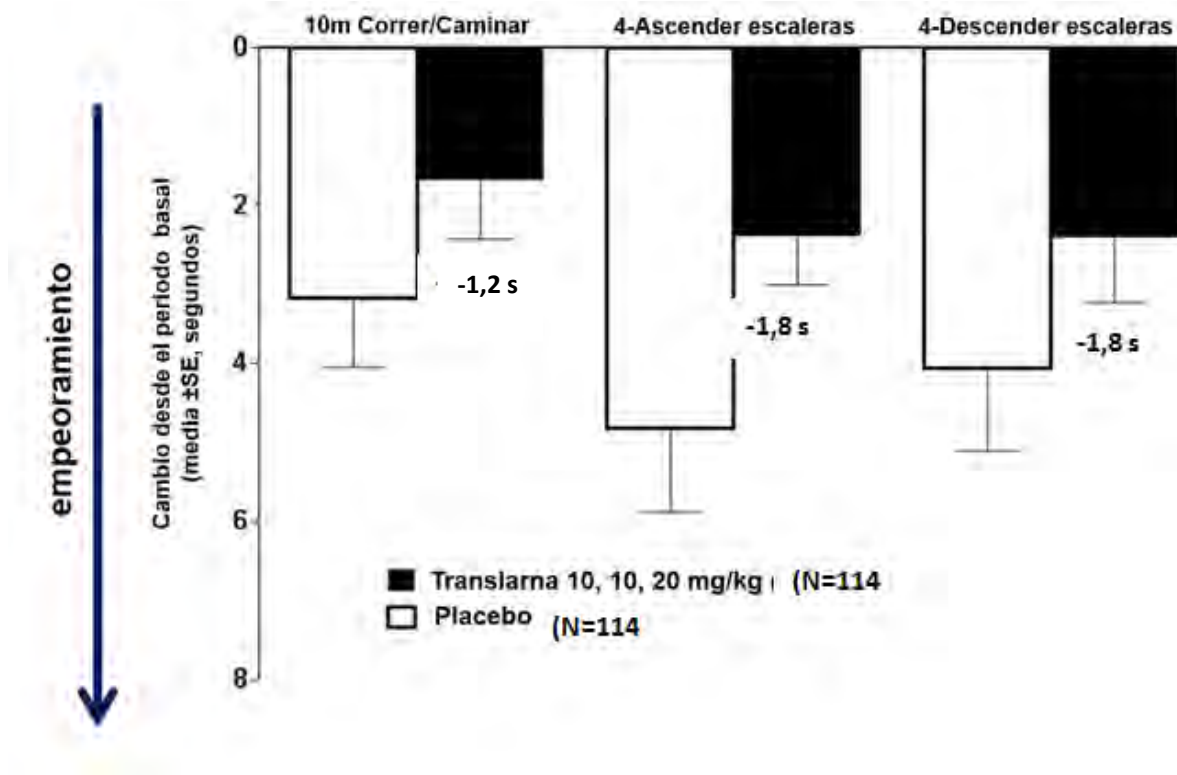 10m Correr/Caminar
4-Ascender escaleras
4-Descender escaleras
0
2
4
6
8
empeoramiento
Cambio desde el periodo basal
(media ±SE, segundos)
-1,2 s
-1,8 s
-1,8 s
Translarna 10, 10, 20 mg/kg (N=114
Placebo (N=114